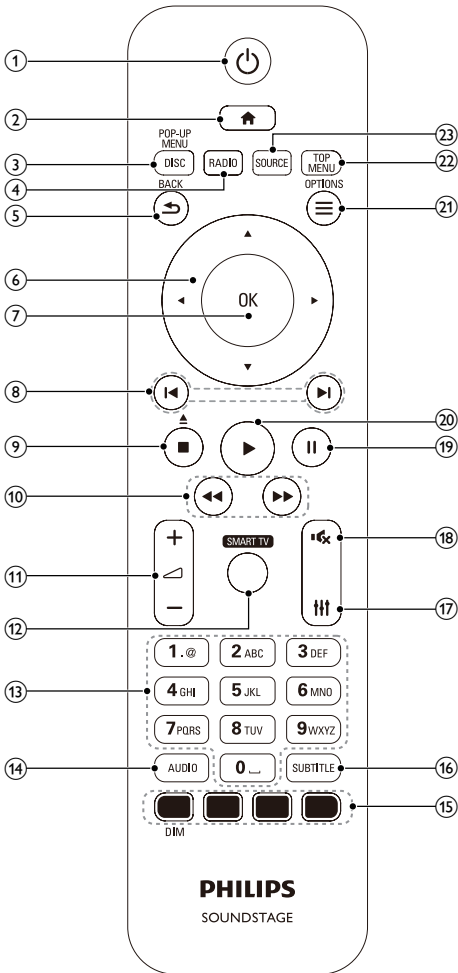 1
2
POP-UP
MENU
23
3 DISC RADIO SOURCE TOP
MENU 22
4
BACK OPTIONS
5 21
6
OK
7
8
20
9 19
10
+ SMART TV 18
11
− 17
12
1.@ 2 ABC 3 DEF
13 4 GHI 5 JKL 6 MNO
7 PQRS 8 TUV 9 WXYZ
14 AUDIO 0 SUBTITLE 16
15
DIM
PHILIPS
SOUNDSTAGE